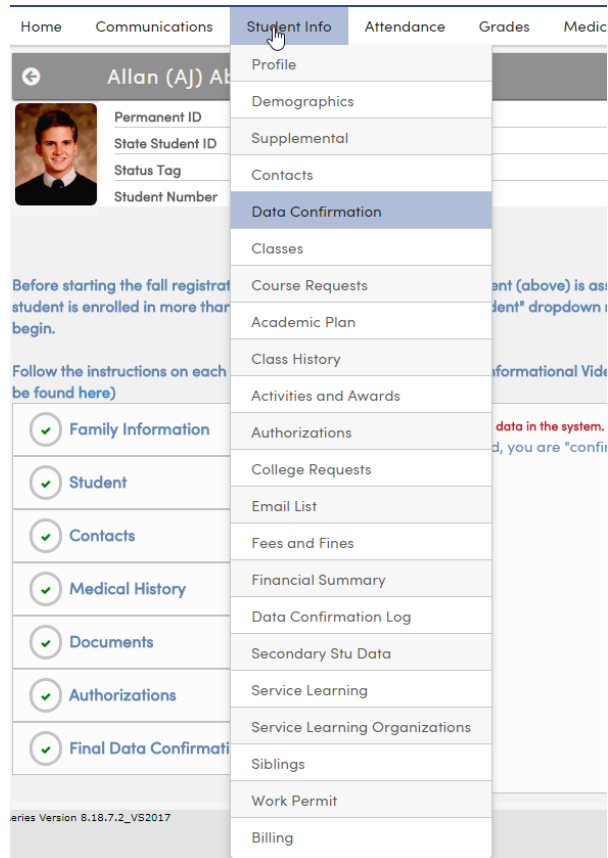 Home Communications Student Info Attendance Grades Medic
Allan (AJ) Ab
Permanent ID
State Student ID
Status Tag
Student Number
Profile
Demographics
Supplemental
Contacts
Data Confirmation
Classes
Course Requests
Academic Plan
Class History
Activities and Awards
Authorizations
College Requests
Email List
Fees and Fines
Financial Summary
Data Confirmation Log
Secondary Stu Data
Service Learning
Service Learning Organizations
Siblings
Work Permit
Billing
Before starting the fall registrat ent (above) is ass
student is enrolled in more than dent" dropdown
begin.
Follow the instructions on each nformational Vide
be found here)
Family Information
Student
Contacts
Medical History
Documents
Authorizations
Final Data Confirmati
data in the system.
d, you are "confir
eries Version 8.18.7.2_VS2017